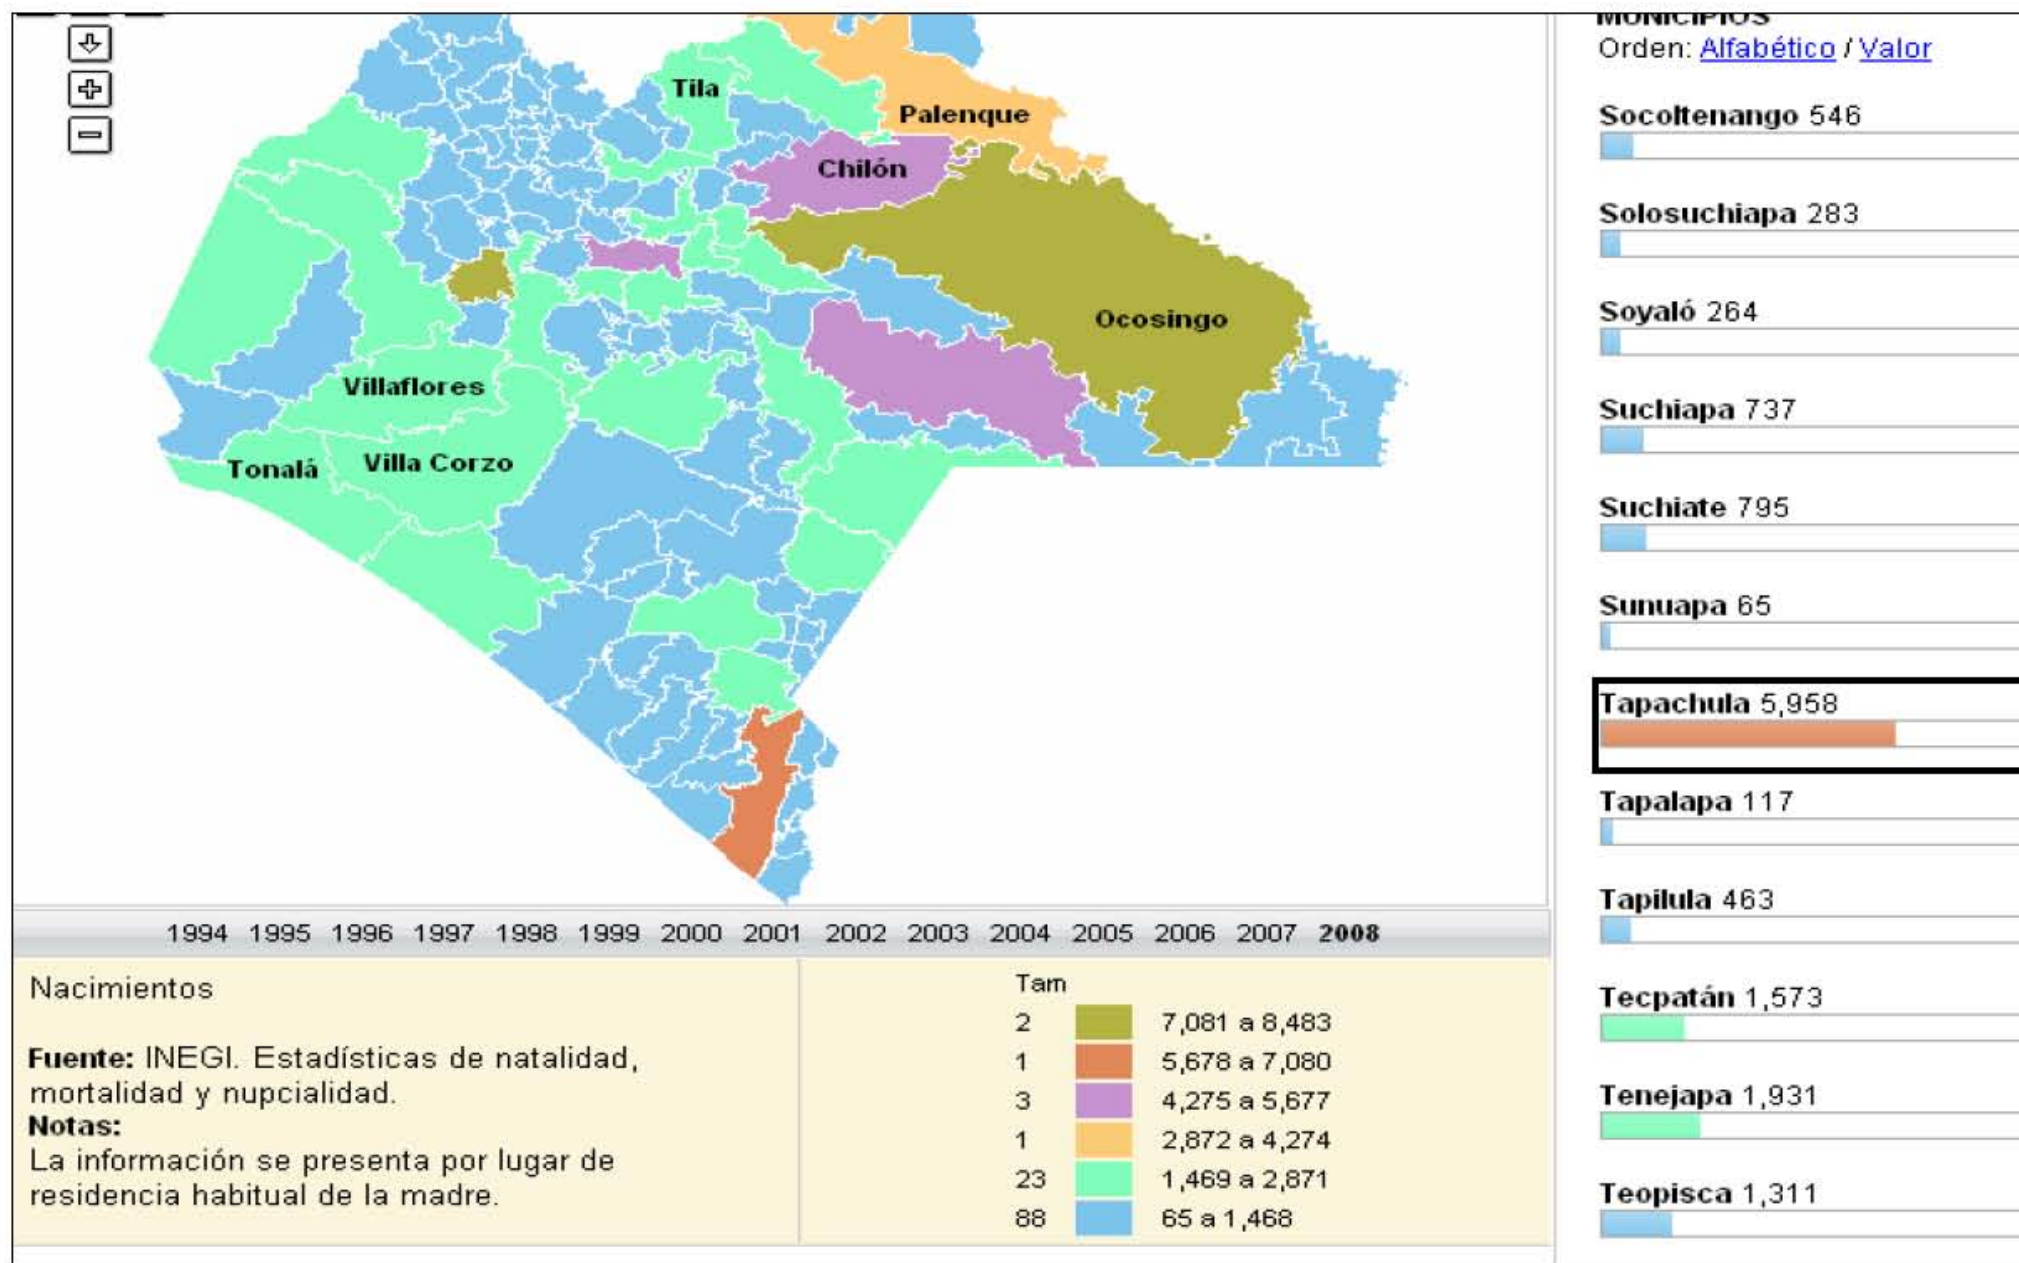 Tila
Palenque
Chilón
Ocosingo
Villaflores
Tonalá
Villa Corzo
1994 1995 1996 1997 1998 1999 2000 2001 2002 2003 2004 2005 2006 2007 2008
Nacimientos
Fuente: INEGI. Estadísticas de natalidad,
mortalidad y nupcialidad.
Notas:
La información se presenta por lugar de
residencia habitual de la madre.
Tam
2 7,081 a 8,483
1 5,678 a 7,080
3 4,275 a 5,677
1 2,872 a 4,274
23 1,469 a 2,871
88 65 a 1,468
MUNICIPIOS
Orden: Alfabético / Valor
Socoltenango 546
Solosuchiapa 283
Soyaló 264
Suchiapa 737
Suchiate 795
Sunuapa 65
Tapachula 5,958
Tapalapa 117
Tapilula 463
Tecpatán 1,573
Tenejapa 1,931
Teopisca 1,311